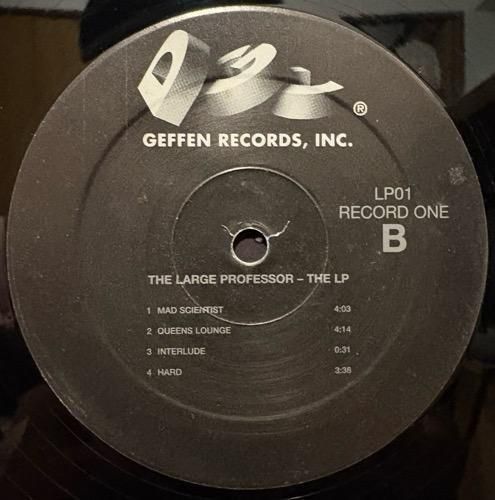 ®
GEFFEN RECORDS, INC.
LP01
RECORD ONE
B
THE LARGE PROFESSOR – THE LP
1 MAD SCIENTIST 4:03
2 QUEENS LOUNGE 4:14
3 INTERLUDE 0:31
4 HARD 3:38